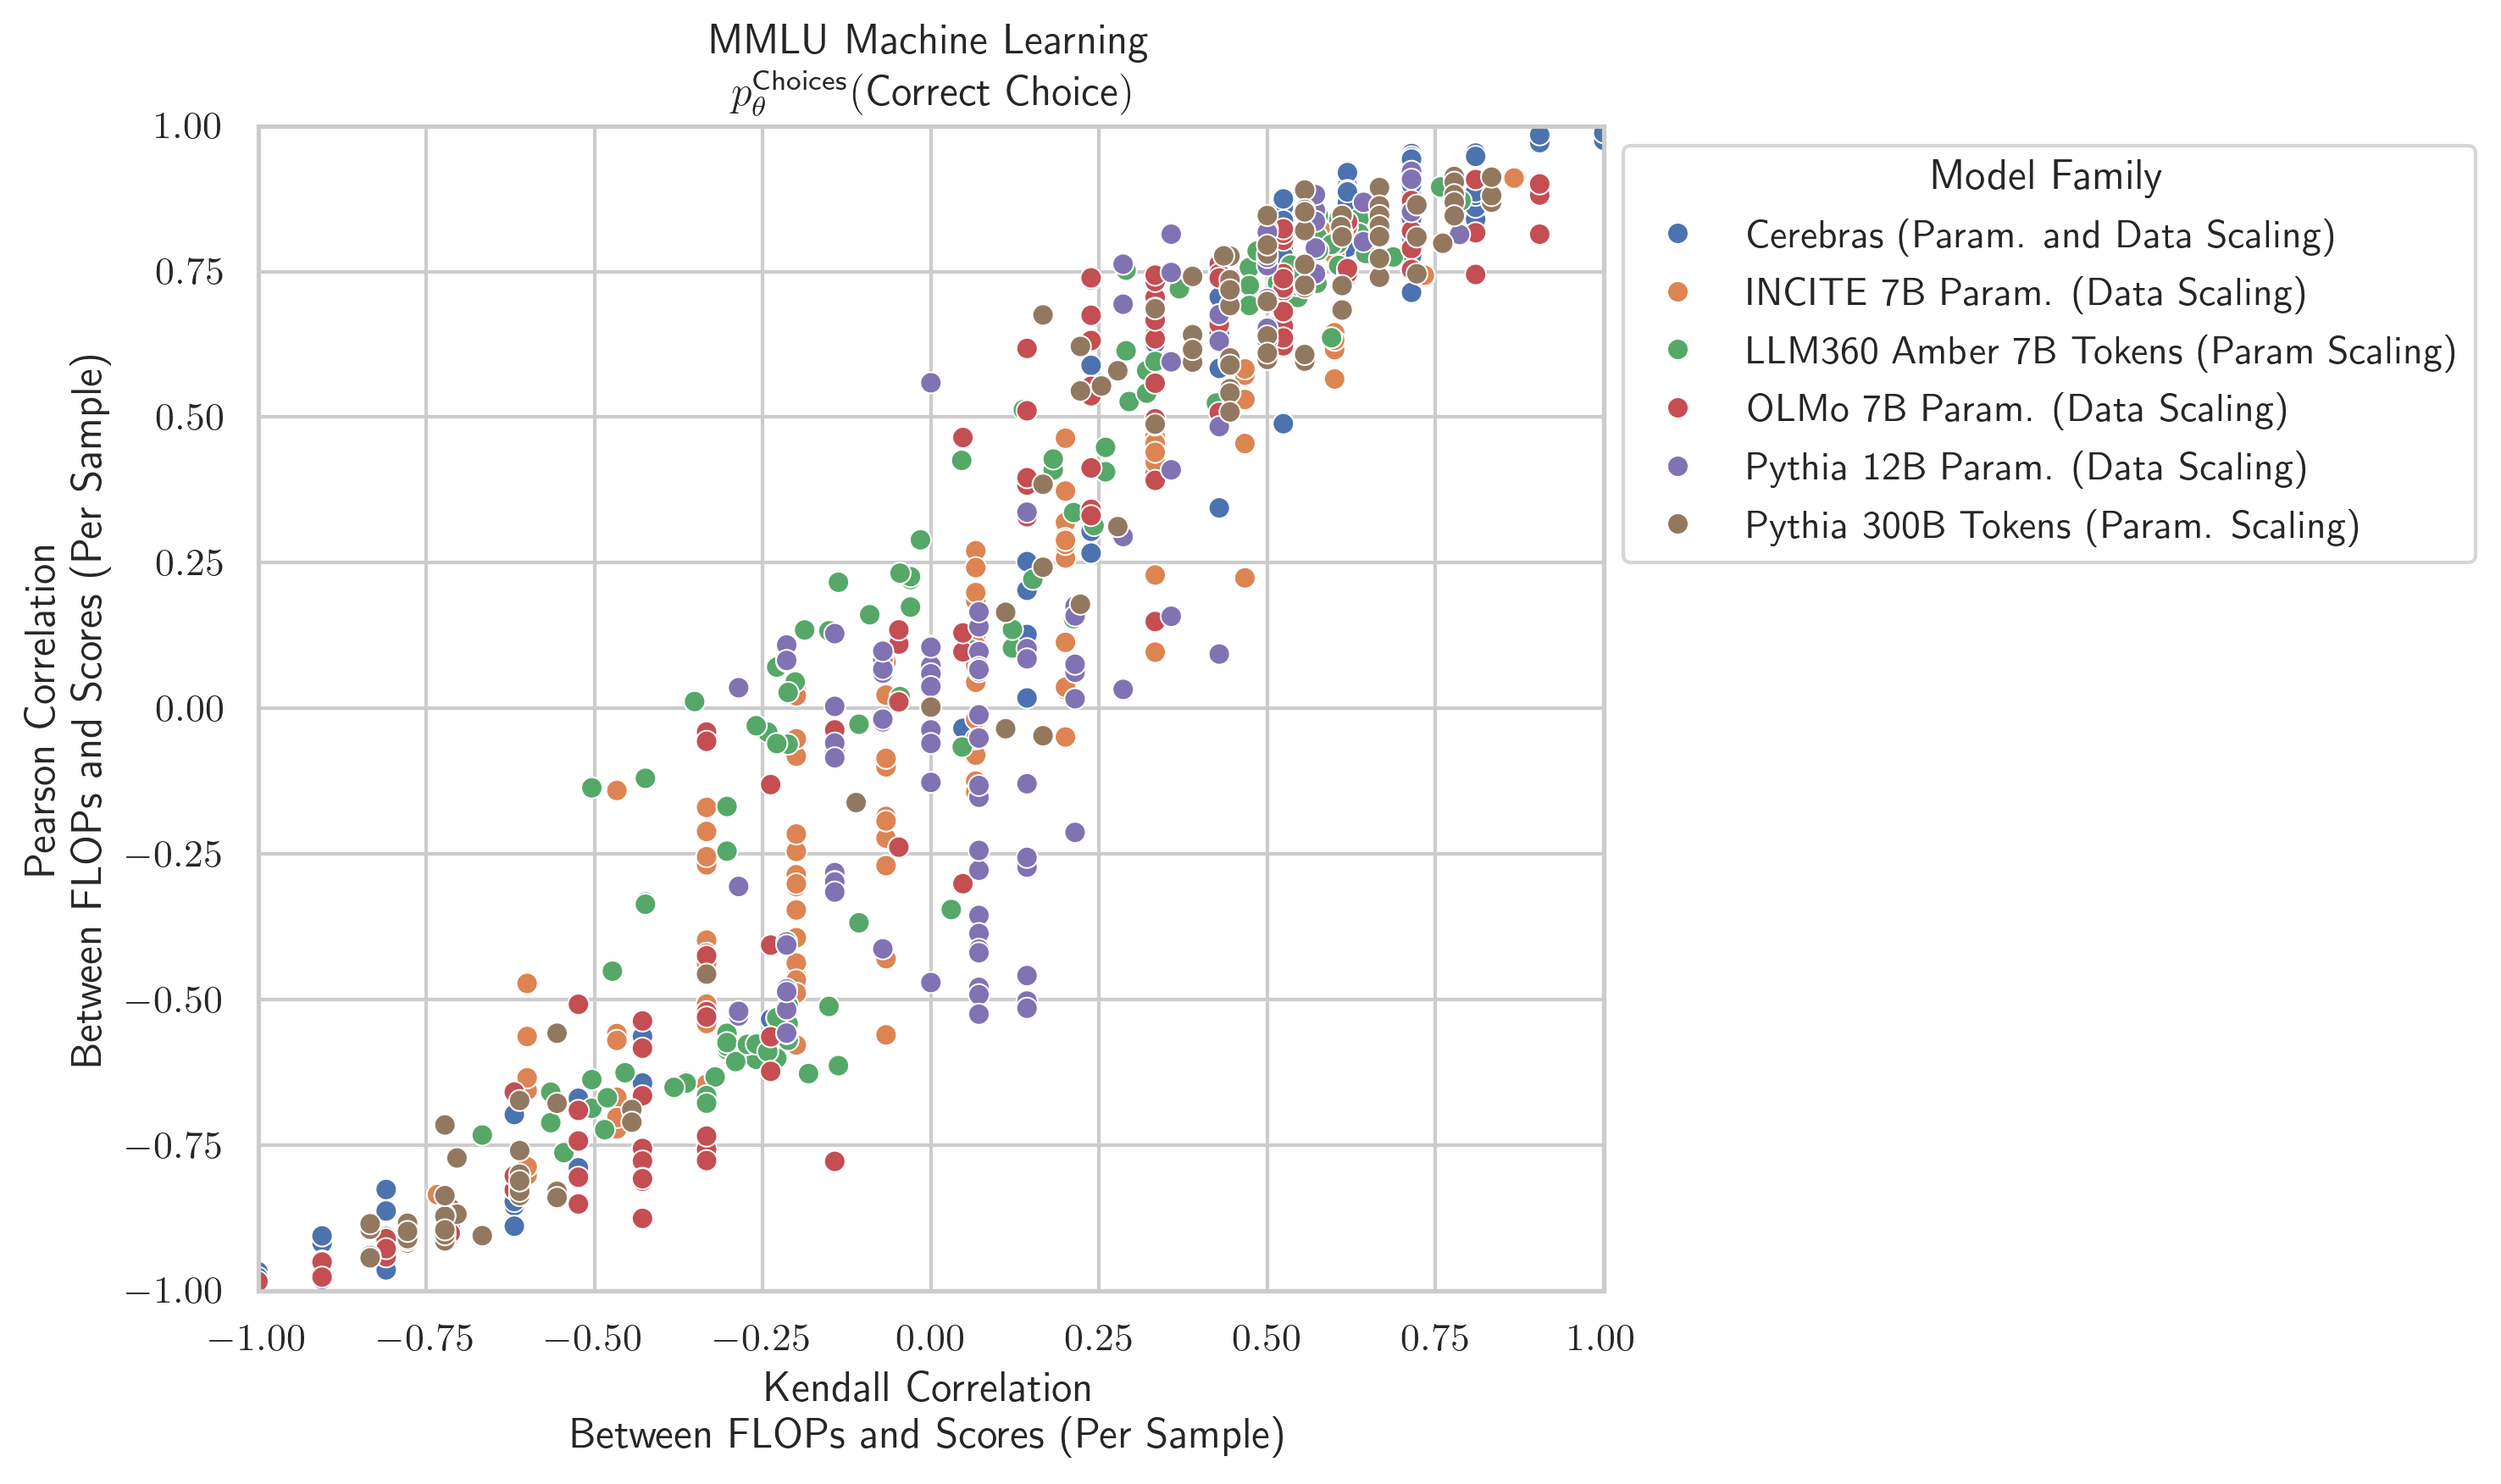 MMLU Machine Learning
p_θ^Choices(Correct Choice)
1.00
0.75
0.50
0.25
0.00
−0.25
−0.50
−0.75
−1.00
Pearson Correlation
Between FLOPs and Scores (Per Sample)
−1.00 −0.75 −0.50 −0.25 0.00 0.25 0.50 0.75 1.00
Kendall Correlation
Between FLOPs and Scores (Per Sample)
Model Family
Cerebras (Param. and Data Scaling)
INCITE 7B Param. (Data Scaling)
LLM360 Amber 7B Tokens (Param Scaling)
OLMo 7B Param. (Data Scaling)
Pythia 12B Param. (Data Scaling)
Pythia 300B Tokens (Param. Scaling)